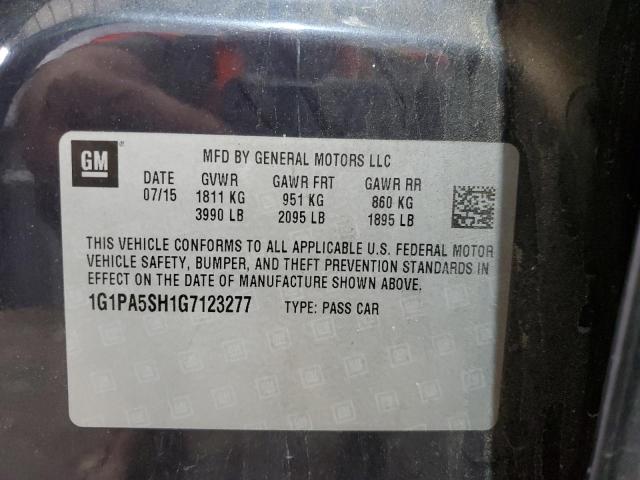 GM
MFD BY GENERAL MOTORS LLC
DATE GVWR GAWR FRT GAWR RR
07/15 1811 KG 951 KG 860 KG
3990 LB 2095 LB 1895 LB
THIS VEHICLE CONFORMS TO ALL APPLICABLE U.S. FEDERAL MOTOR
VEHICLE SAFETY, BUMPER, AND THEFT PREVENTION STANDARDS IN
EFFECT ON THE DATE OF MANUFACTURE SHOWN ABOVE.
1G1PA5SH1G7123277 TYPE: PASS CAR